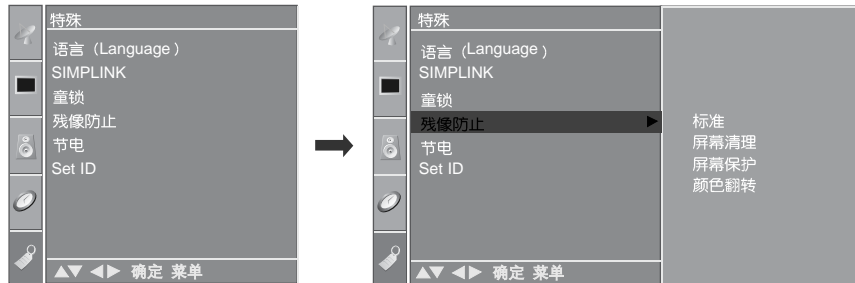 特殊
语言（Language）
SIMPLINK
童锁
残像防止
节电
Set ID
▲▼ ◀▶ 确定 菜单
特殊
语言（Language）
SIMPLINK
童锁
残像防止 ▶
节电
Set ID
▲▼ ◀▶ 确定 菜单
标准
屏幕清理
屏幕保护
颜色翻转